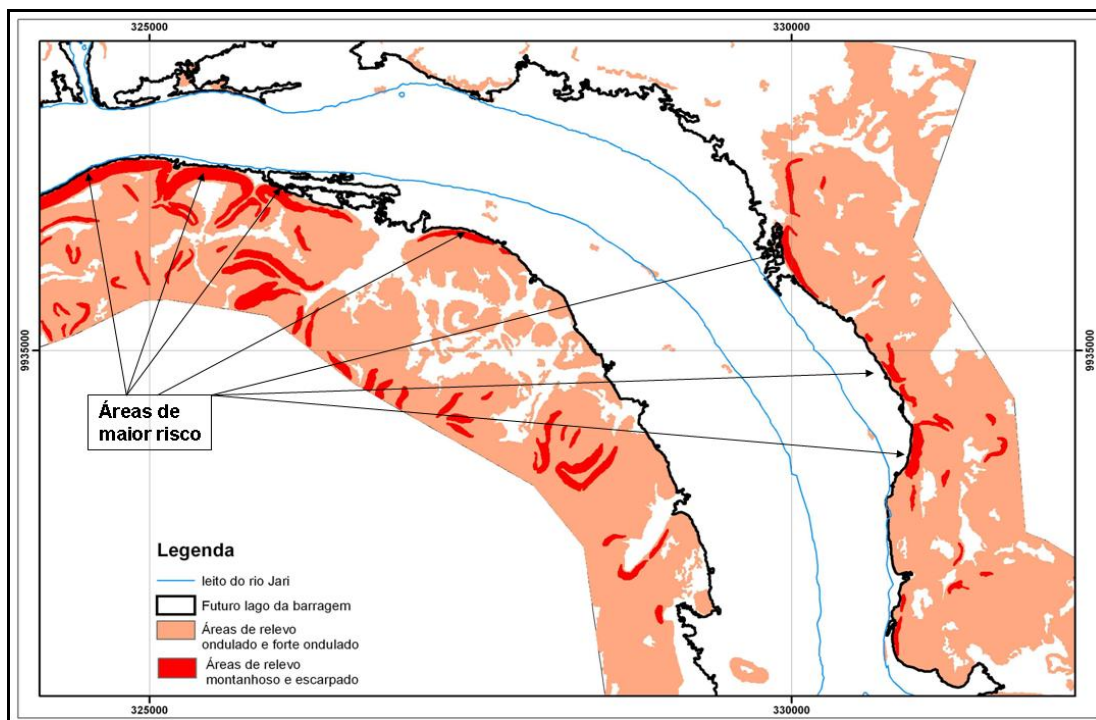 325000
330000
9935000
9935000
Áreas de
maior risco
Legenda
leito do rio Jari
Futuro lago da barragem
Áreas de relevo
ondulado e forte ondulado
Áreas de relevo
montanhoso e escarpado
325000
330000